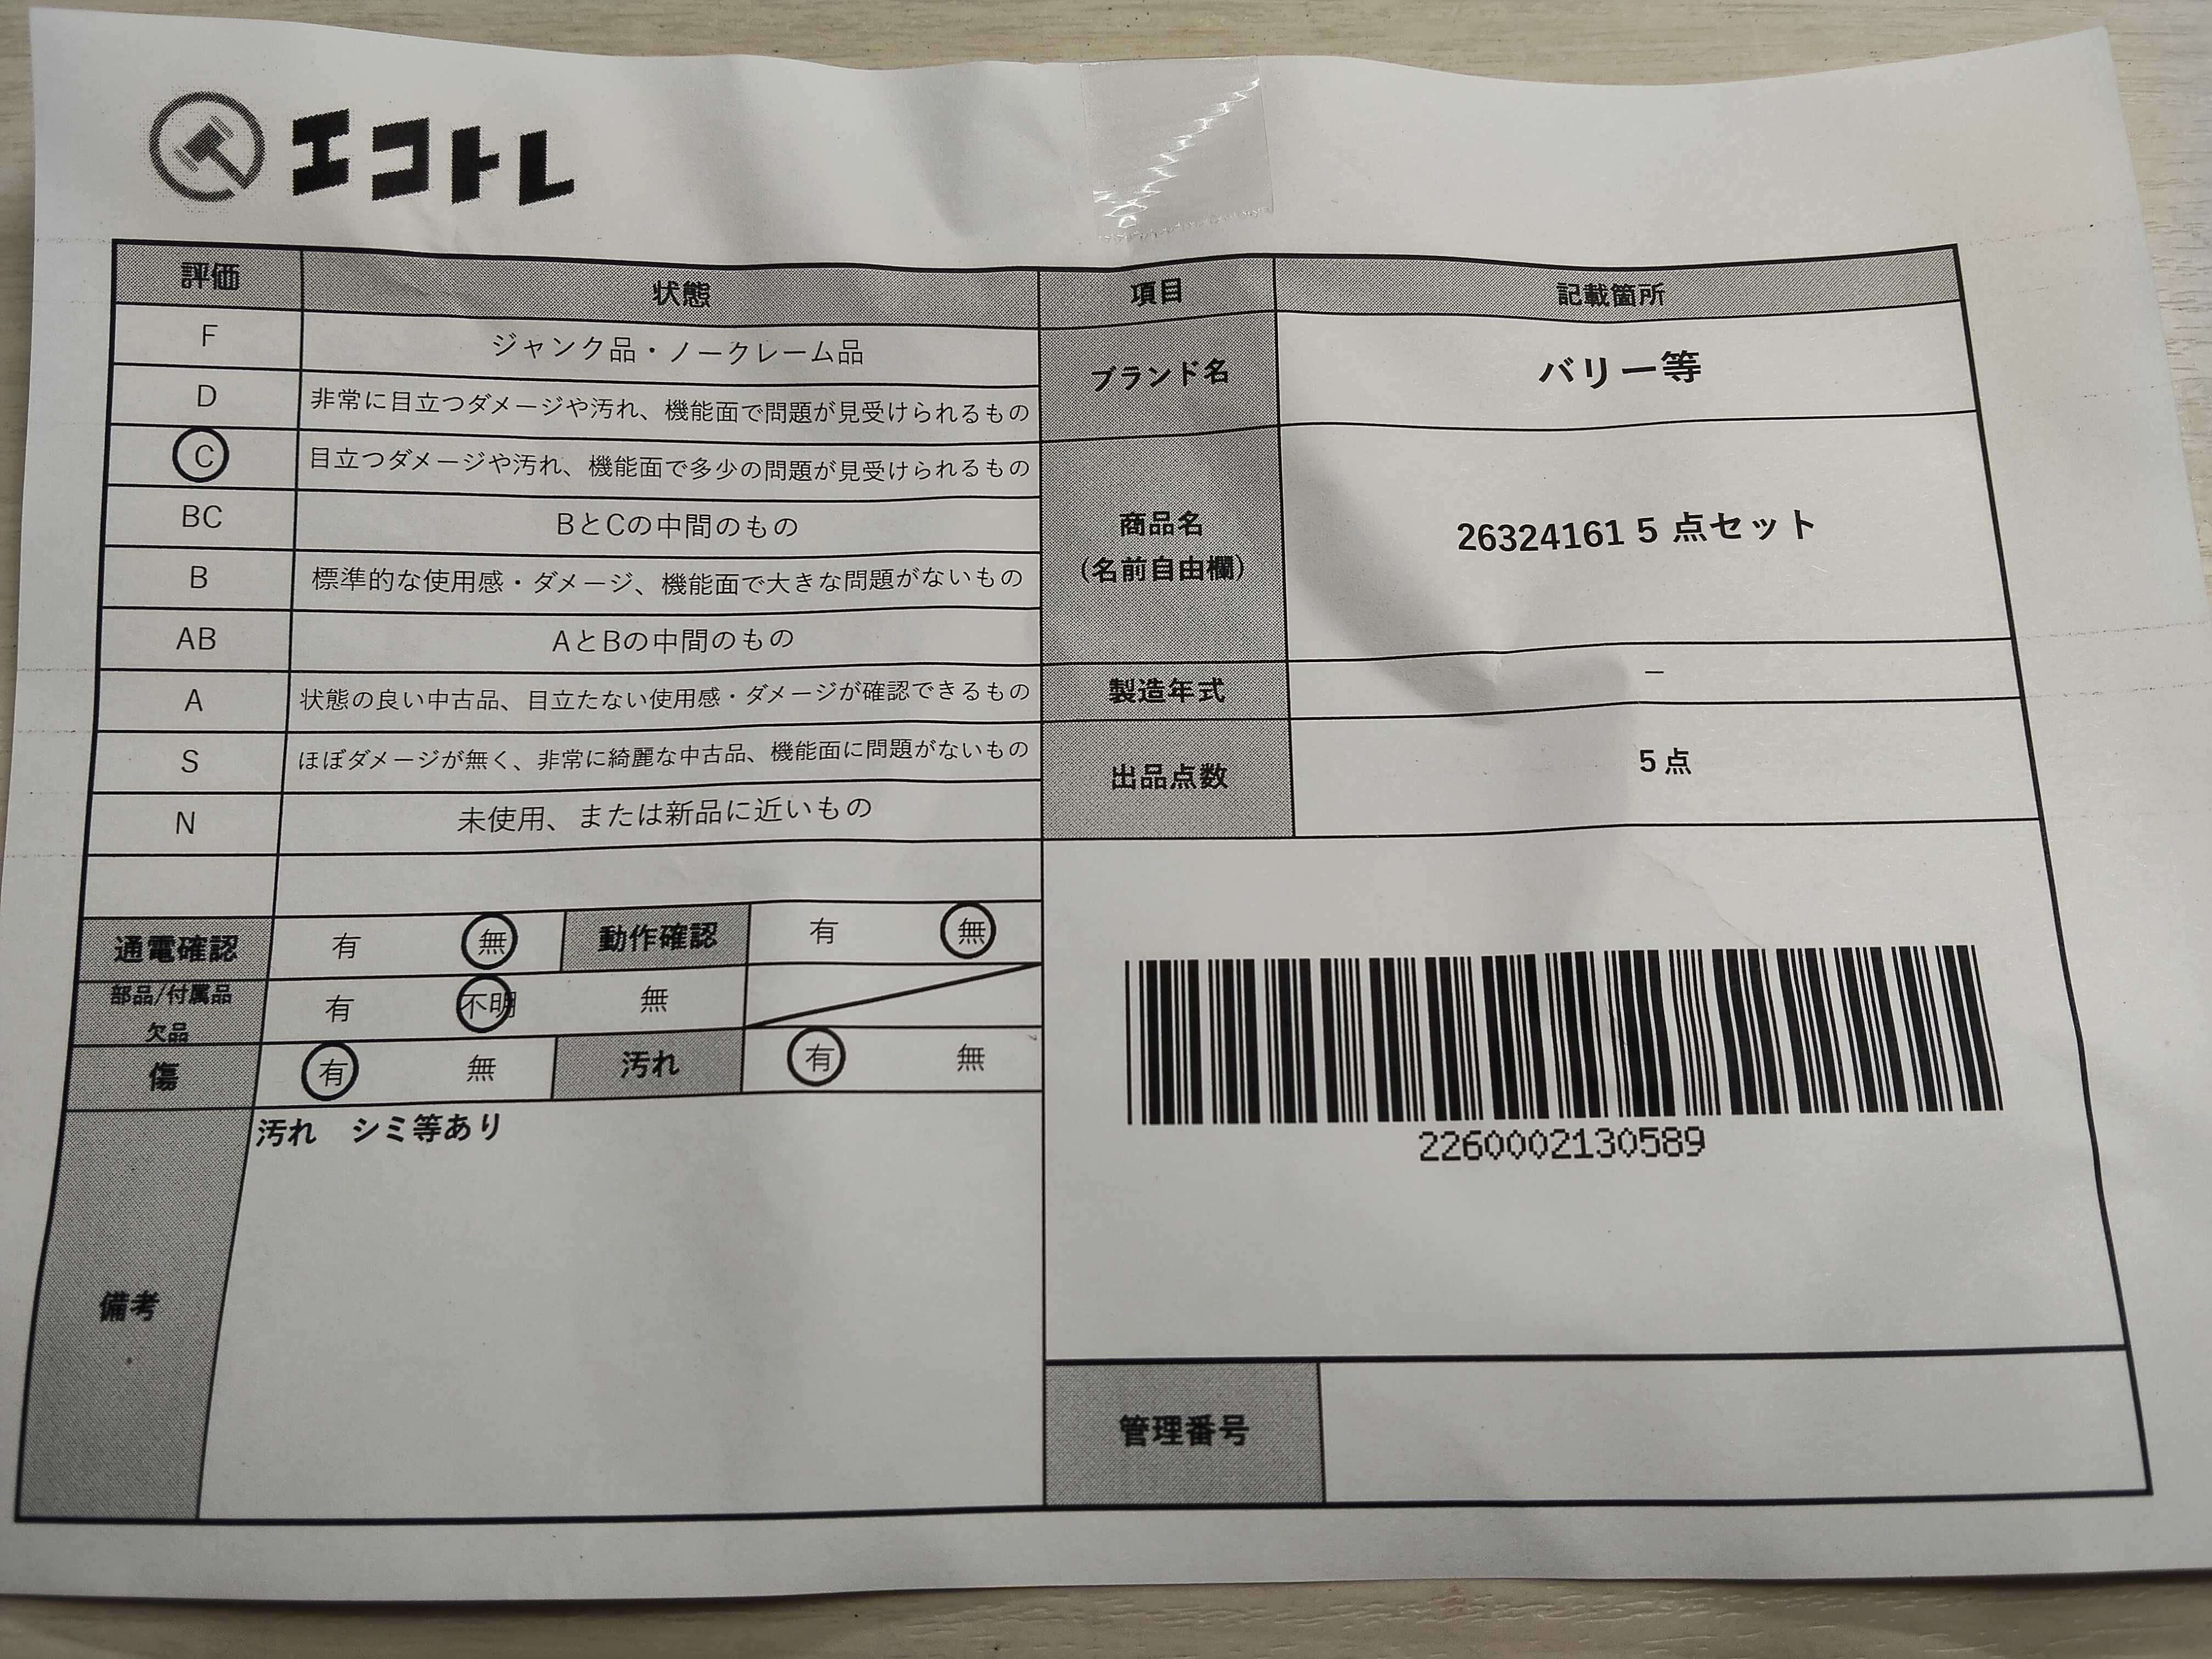 エコトレ
評価 状態 項目 記載箇所
F ジャンク品・ノークレーム品
D 非常に目立つダメージや汚れ、機能面で問題が見受けられるもの
C 目立つダメージや汚れ、機能面で多少の問題が見受けられるもの
BC BとCの中間のもの
B 標準的な使用感・ダメージ、機能面で大きな問題がないもの
AB AとBの中間のもの
A 状態の良い中古品、目立たない使用感・ダメージが確認できるもの
S ほぼダメージが無く、非常に綺麗な中古品、機能面に問題がないもの
N 未使用、または新品に近いもの
通電確認 有 無 動作確認 有 無
部品/付属品
欠品 有 不明 無
傷 有 無 汚れ 有 無
備考 汚れ シミ等あり
ブランド名 バリー等
商品名
(名前自由欄) 26324161 5 点セット
製造年式 –
出品点数 5 点
2260002130589
管理番号